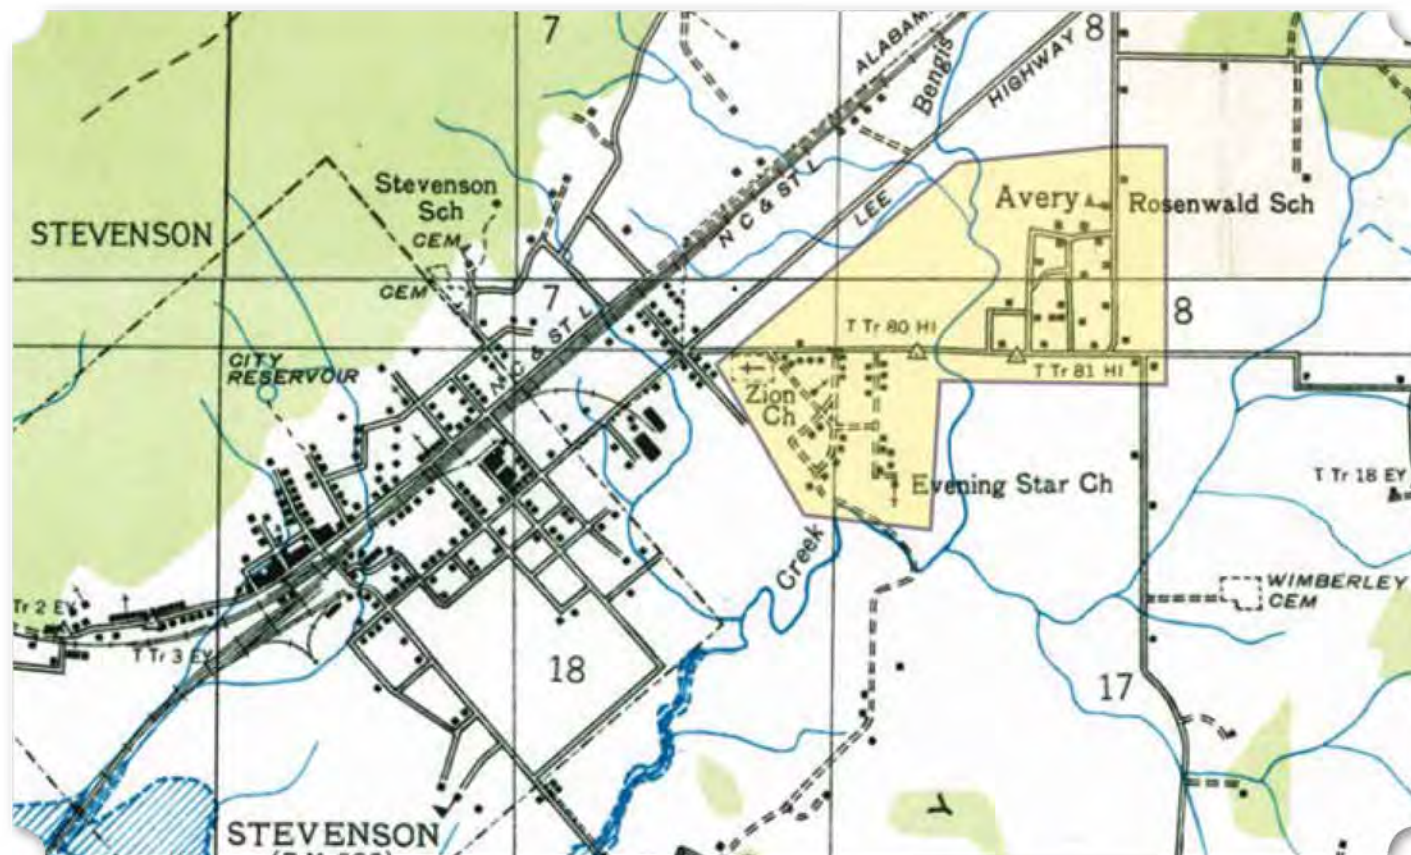 7
ALABAMA
8
Bengis
HIGHWAY
Stevenson
Sch
CEM
N C & ST L
LEE
Avery
Rosenwald Sch
STEVENSON
CEM
7
8
N C & ST L
T Tr 80 HI
T Tr 81 HI
CITY
RESERVOIR
Zion
Ch
Evening Star Ch
T Tr 18 EY
Creek
WIMBERLEY
CEM
Tr 2 EY
T Tr 3 EY
18
17
STEVENSON